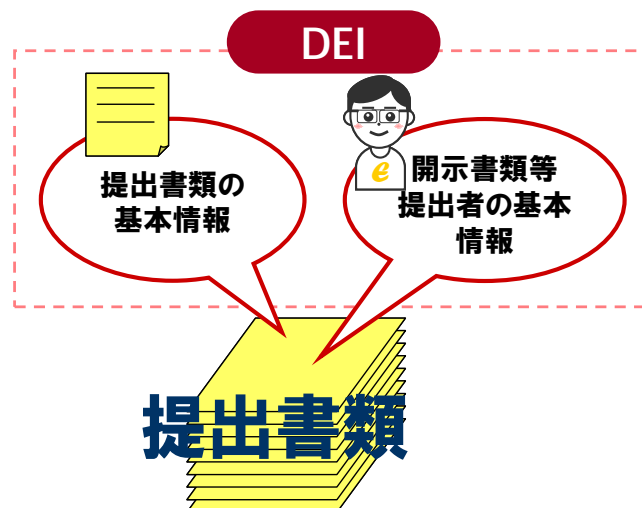 DEI
提出書類の
基本情報
開示書類等
提出者の基本
情報
e
提出書類